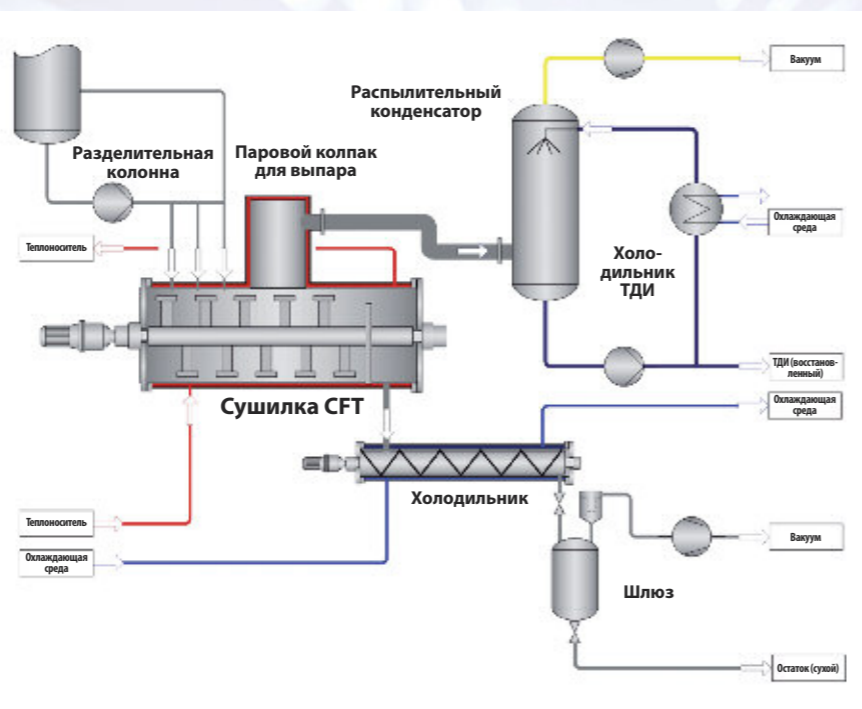 Вакуум
Распылительный
конденсатор
Разделительная
колонна
Паровой колпак
для выпара
Охлаждающая
среда
Теплоноситель
Холо-
дильник
ТДИ
ТДИ (восстанов-
ленный)
Сушилка CFT
Охлаждающая
среда
Холодильник
Теплоноситель
Вакуум
Охлаждающая
среда
Шлюз
Остаток (сухой)